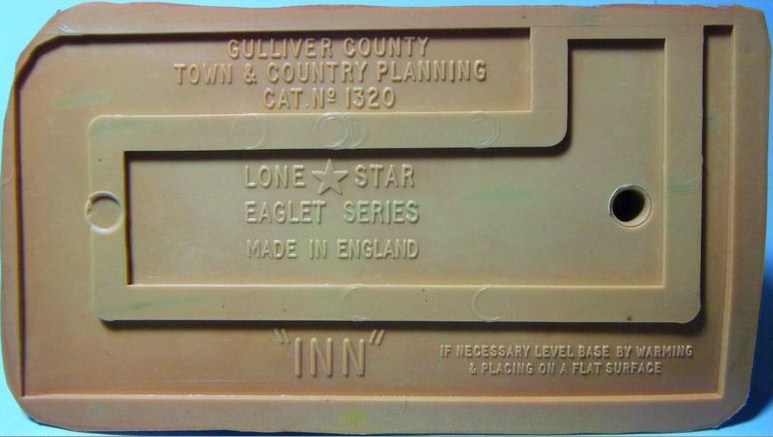 GULLIVER COUNTY
TOWN & COUNTRY PLANNING
CAT. Nº 1320
LONE ★ STAR
EAGLET SERIES
MADE IN ENGLAND
"INN"
IF NECESSARY LEVEL BASE BY WARMING
& PLACING ON A FLAT SURFACE